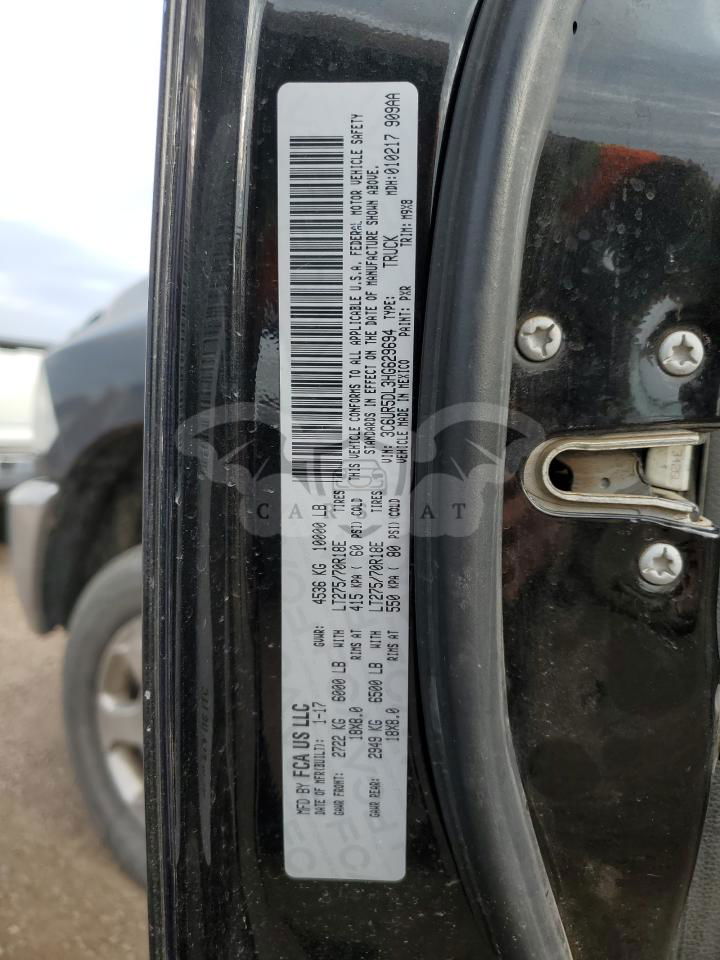 MFD BY FCA US LLC
DATE OF MFR(BUILT): 1-17 GVWR: 4536 KG 10000 LB
GAWR FRONT: 2722 KG 6000 LB WITH LT275/70R18E TIRES
18X8.0 RIMS AT 415 KPA ( 60 PSI) COLD
GAWR REAR: 2949 KG 6500 LB WITH LT275/70R18E TIRES
18X8.0 RIMS AT 550 KPA ( 80 PSI) COLD
THIS VEHICLE CONFORMS TO ALL APPLICABLE U.S.A. FEDERAL MOTOR VEHICLE SAFETY
STANDARDS IN EFFECT ON THE DATE OF MANUFACTURE SHOWN ABOVE.
VIN: 3C6UR5DL3HG629694 TYPE: TRUCK MDH:010217 909AA
VEHICLE MADE IN MEXICO PAINT: PXR TRIM: M9X8
CAR BAT